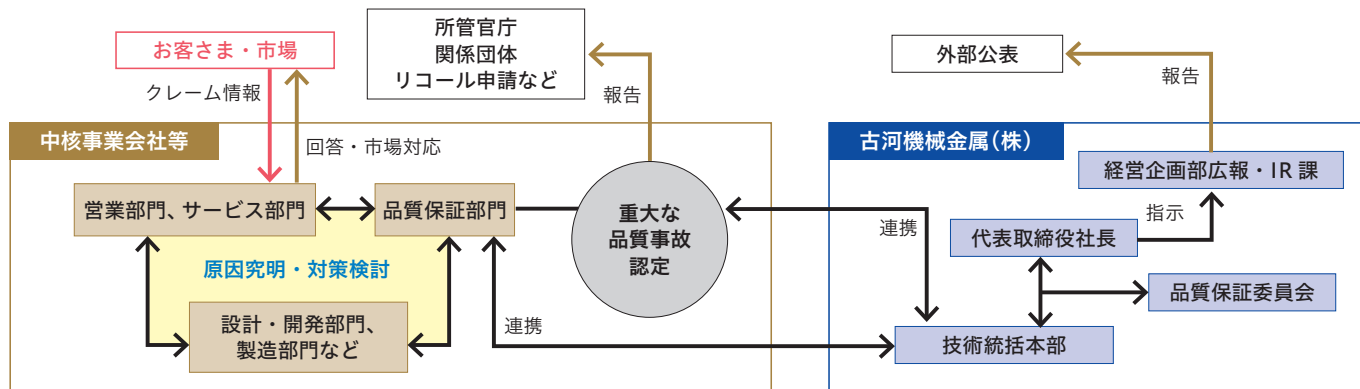 お客さま・市場
クレーム情報
回答・市場対応
所管官庁
関係団体
リコール申請など
報告
外部公表
報告
中核事業会社等
営業部門、サービス部門
品質保証部門
原因究明・対策検討
設計・開発部門、
製造部門など
重大な
品質事故
認定
連携
連携
古河機械金属(株)
経営企画部広報・IR 課
指示
代表取締役社長
品質保証委員会
技術統括本部